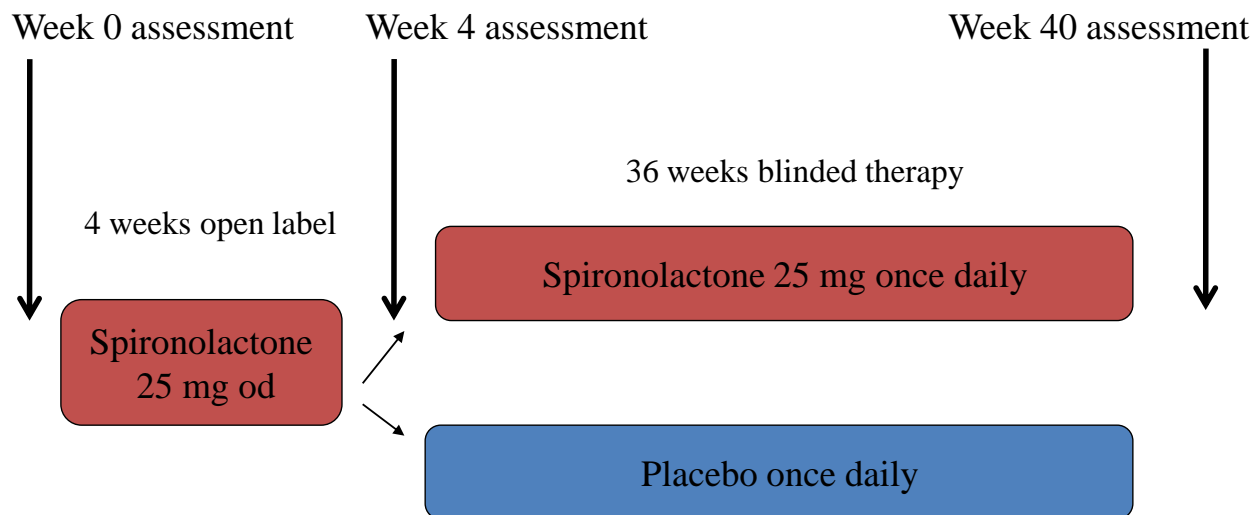 Week 0 assessment
Week 4 assessment
Week 40 assessment
36 weeks blinded therapy
4 weeks open label
Spironolactone 25 mg once daily
Spironolactone
25 mg od
Placebo once daily